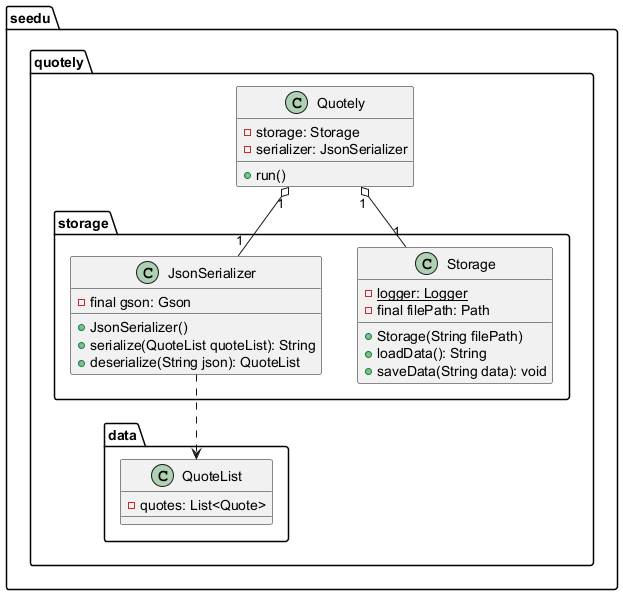 seedu
quotely
C Quotely
storage: Storage
serializer: JsonSerializer
run()
1
1
storage
1
1
C JsonSerializer
final gson: Gson
JsonSerializer()
serialize(QuoteList quoteList): String
deserialize(String json): QuoteList
C Storage
logger: Logger
final filePath: Path
Storage(String filePath)
loadData(): String
saveData(String data): void
data
C QuoteList
quotes: List<Quote>